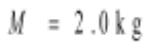 M = 2.0kg